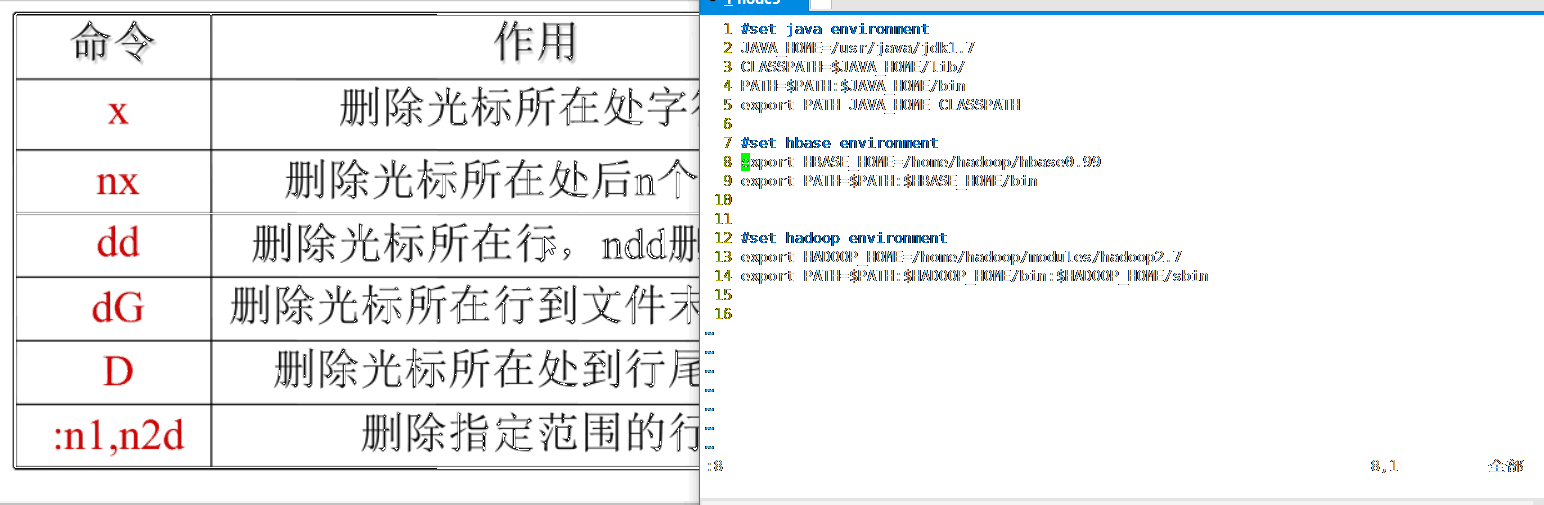 命令 作用
x 删除光标所在处字
nx 删除光标所在处后n个
dd 删除光标所在行，ndd删
dG 删除光标所在行到文件末
D 删除光标所在处到行尾
:n1,n2d 删除指定范围的行
1 node3
1 #set java environment
2 JAVA_HOME=/usr/java/jdk1.7
3 CLASSPATH=$JAVA_HOME/lib/
4 PATH=$PATH:$JAVA_HOME/bin
5 export PATH JAVA_HOME CLASSPATH
6
7 #set hbase environment
8 export HBASE_HOME=/home/hadoop/hbase0.99
9 export PATH=$PATH:$HBASE_HOME/bin
10
11
12 #set hadoop environment
13 export HADOOP_HOME=/home/hadoop/modules/hadoop2.7
14 export PATH=$PATH:$HADOOP_HOME/bin:$HADOOP_HOME/sbin
15
16
~
~
~
~
~
~
~
:8 8,1 全部